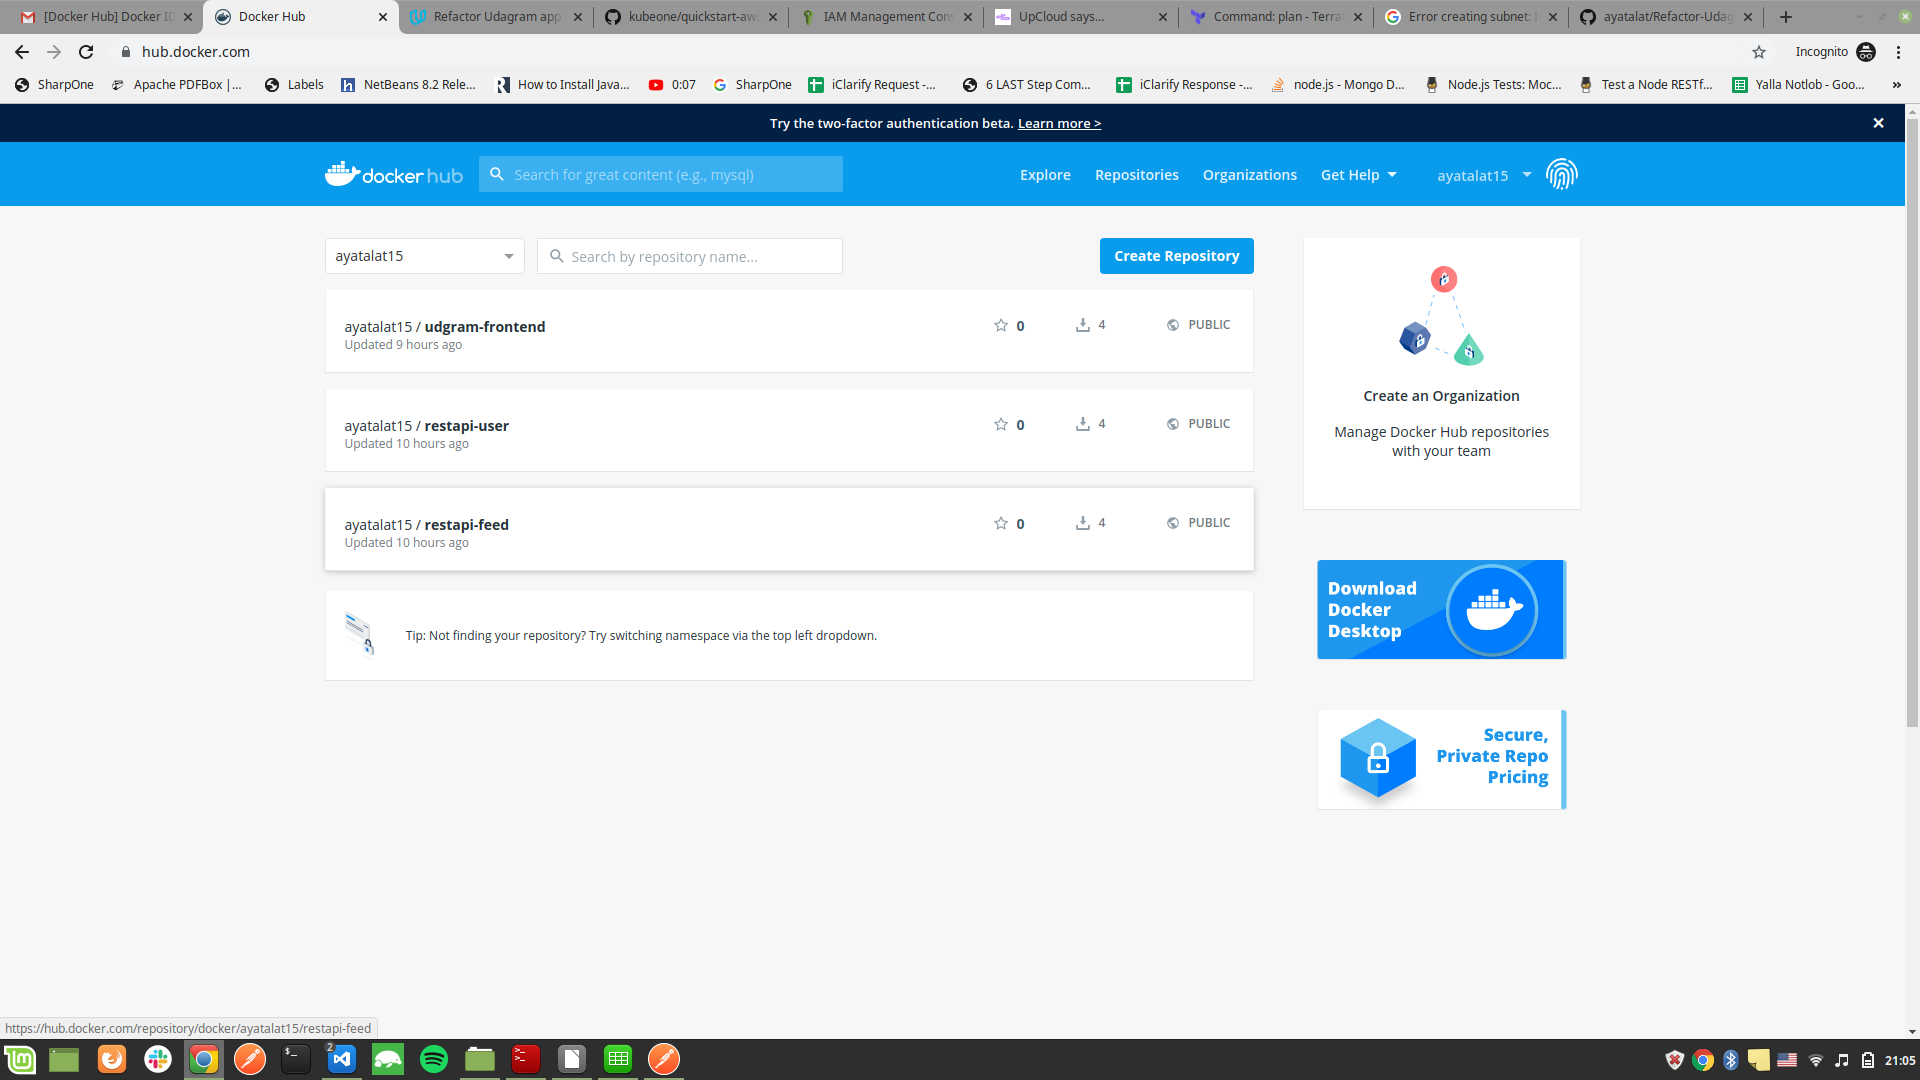 [Docker Hub] Docker ID
Docker Hub
Refactor Udagram app
kubeone/quickstart-aws
IAM Management Cons
UpCloud says...
Command: plan - Terra
Error creating subnet: I
ayatalat/Refactor-Udag
hub.docker.com
Incognito
SharpOne
Apache PDFBox |...
Labels
NetBeans 8.2 Rele...
How to Install Java...
0:07
SharpOne
iClarify Request -...
6 LAST Step Com...
iClarify Response -...
node.js - Mongo D...
Node.js Tests: Moc...
Test a Node RESTf...
Yalla Notlob - Goo...
»
Try the two-factor authentication beta. Learn more >
docker hub
Search for great content (e.g., mysql)
Explore
Repositories
Organizations
Get Help
ayatalat15
ayatalat15
Search by repository name...
Create Repository
ayatalat15 / udgram-frontend
Updated 9 hours ago
0
4
PUBLIC
ayatalat15 / restapi-user
Updated 10 hours ago
0
4
PUBLIC
ayatalat15 / restapi-feed
Updated 10 hours ago
0
4
PUBLIC
Tip: Not finding your repository? Try switching namespace via the top left dropdown.
Create an Organization
Manage Docker Hub repositories
with your team
Download
Docker
Desktop
Secure,
Private Repo
Pricing
https://hub.docker.com/repository/docker/ayatalat15/restapi-feed
2
21:05